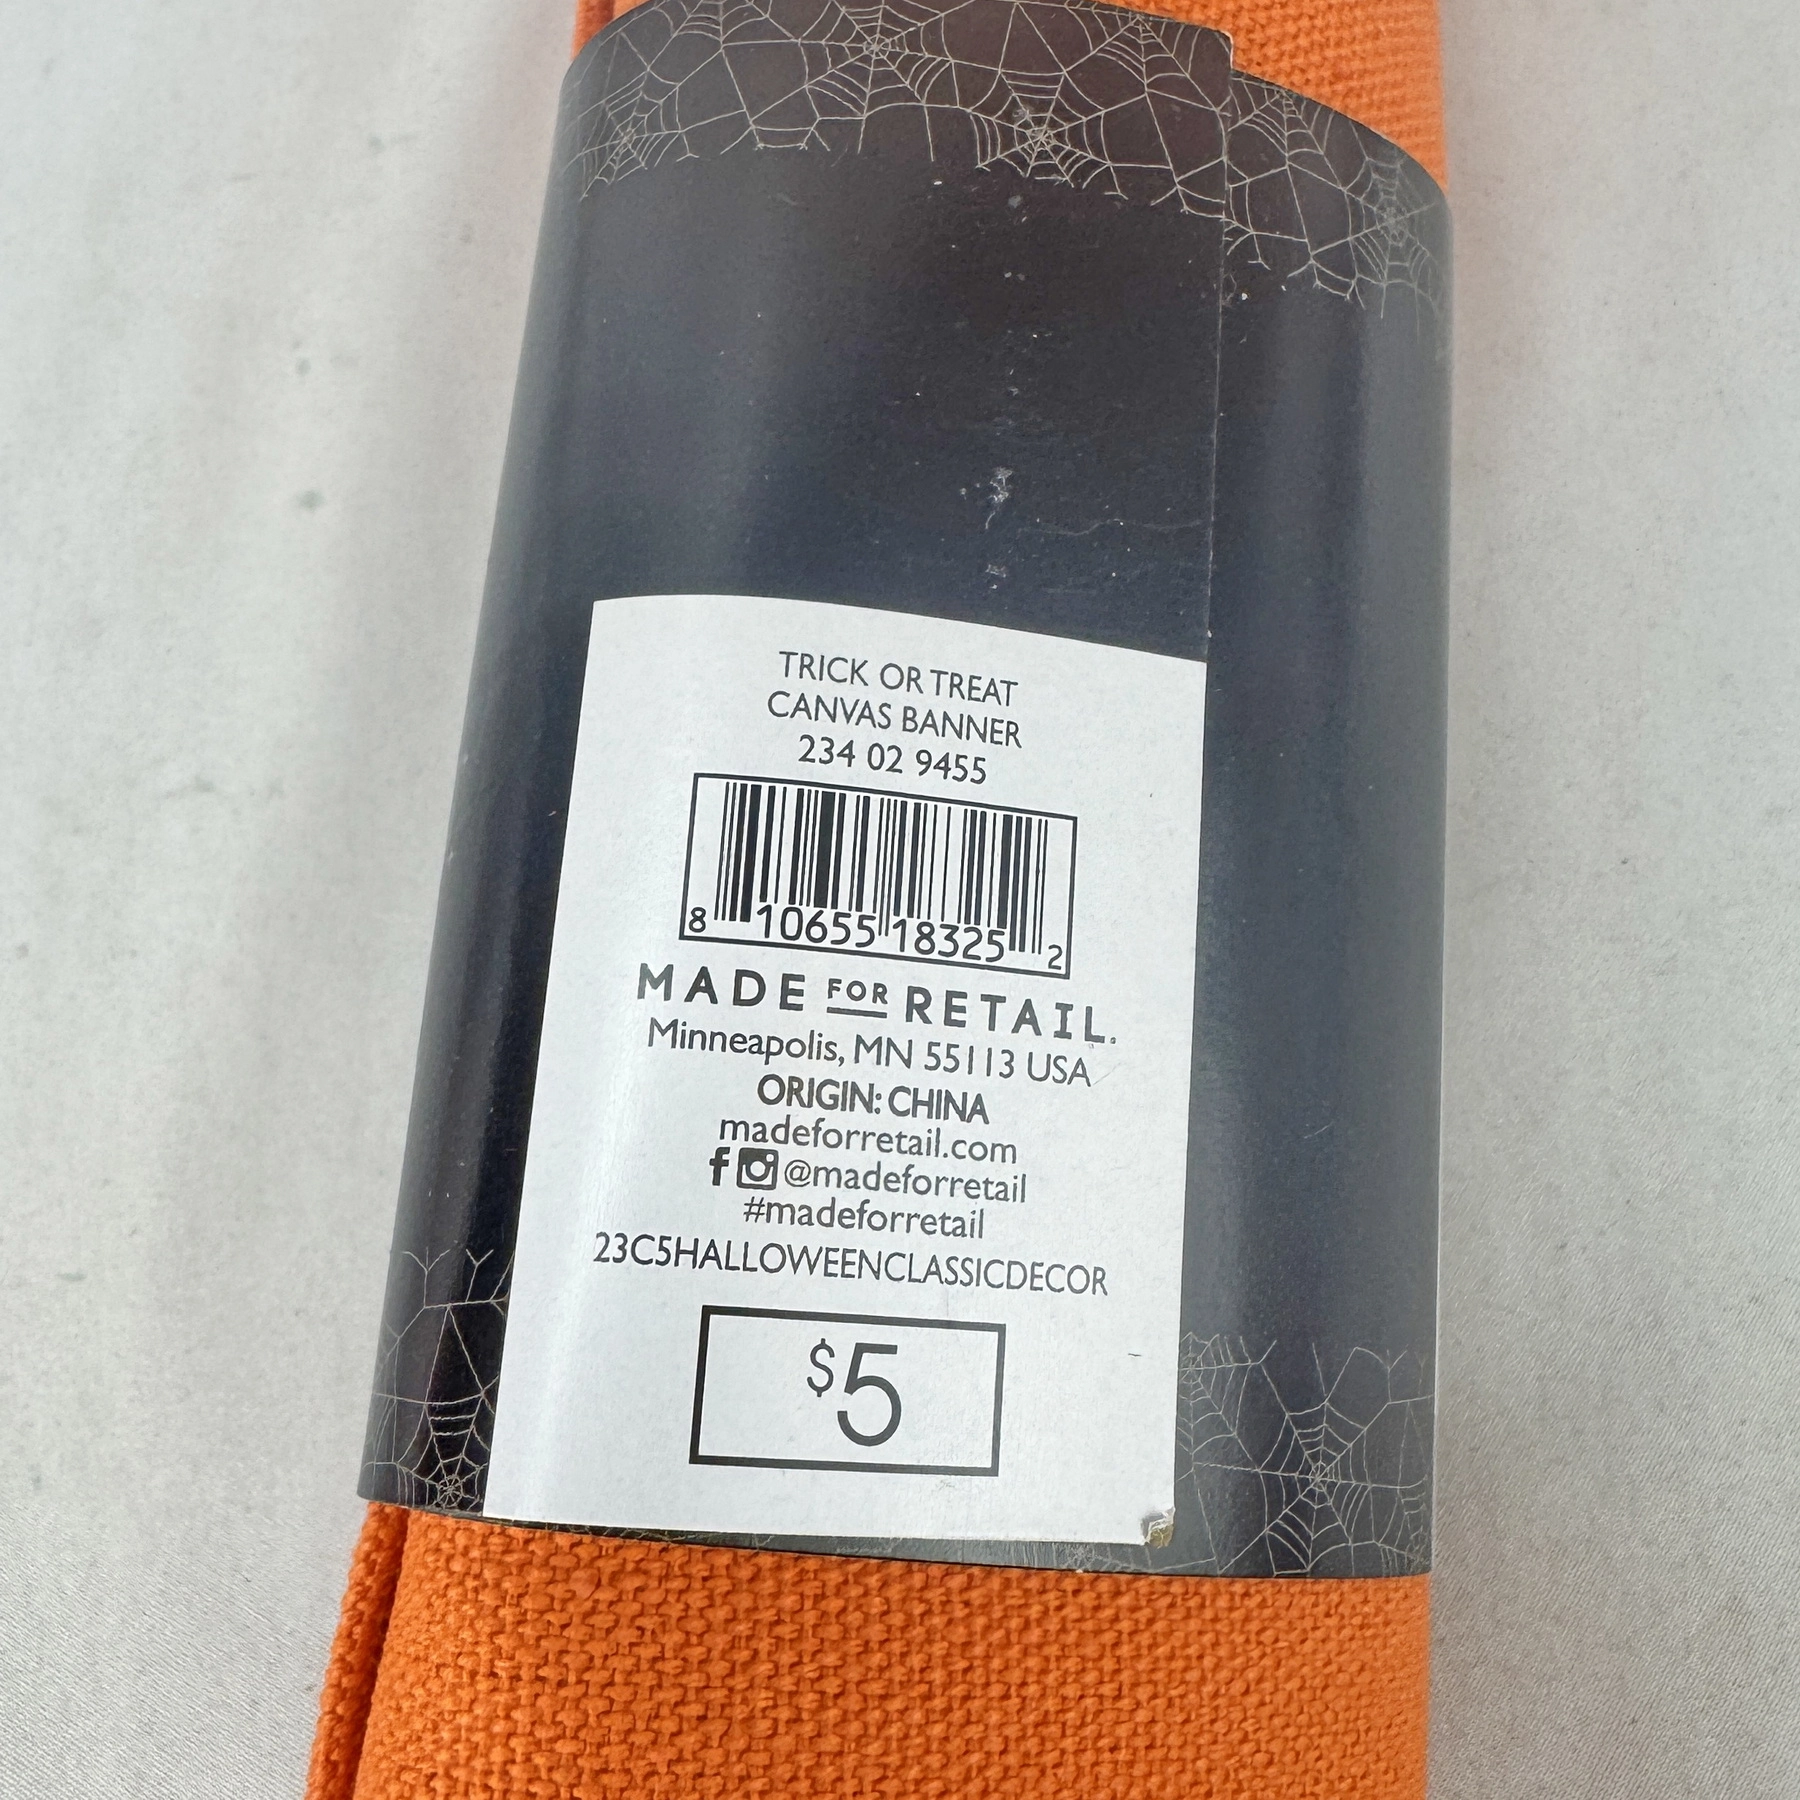 TRICK OR TREAT
CANVAS BANNER
234 02 9455
8 10655 18325 2
MADE FOR RETAIL.
Minneapolis, MN 55113 USA
ORIGIN: CHINA
madeforretail.com
@madeforretail
#madeforretail
23C5HALLOWEENCLASSICDECOR
$5